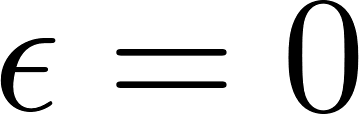 ϵ = 0